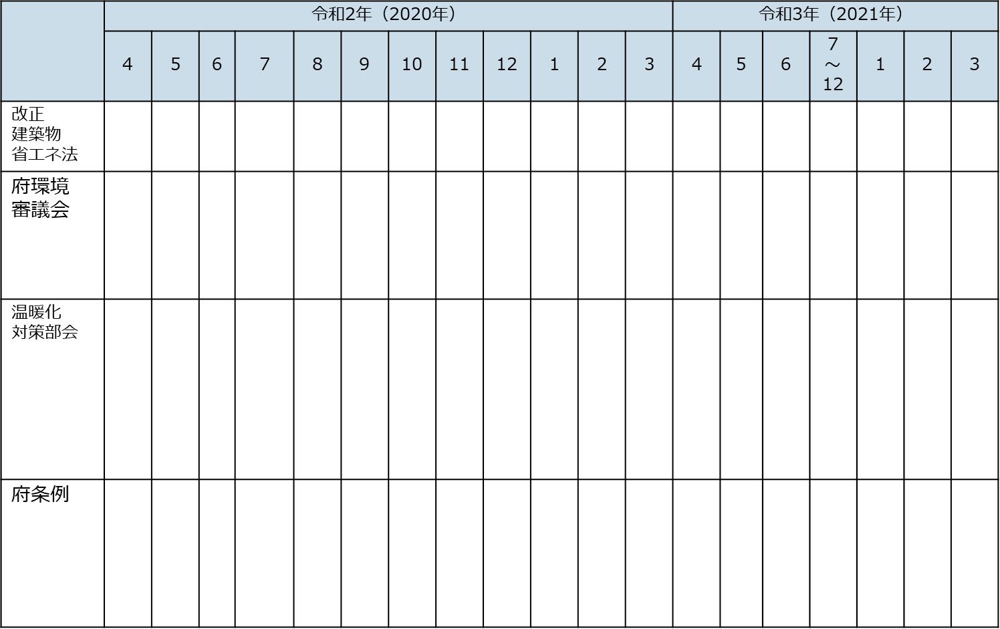 令和2年（2020年）
令和3年（2021年）
4
5
6
7
8
9
10
11
12
1
2
3
4
5
6
7
～
12
1
2
3
改正
建築物
省エネ法
府環境
審議会
温暖化
対策部会
府条例